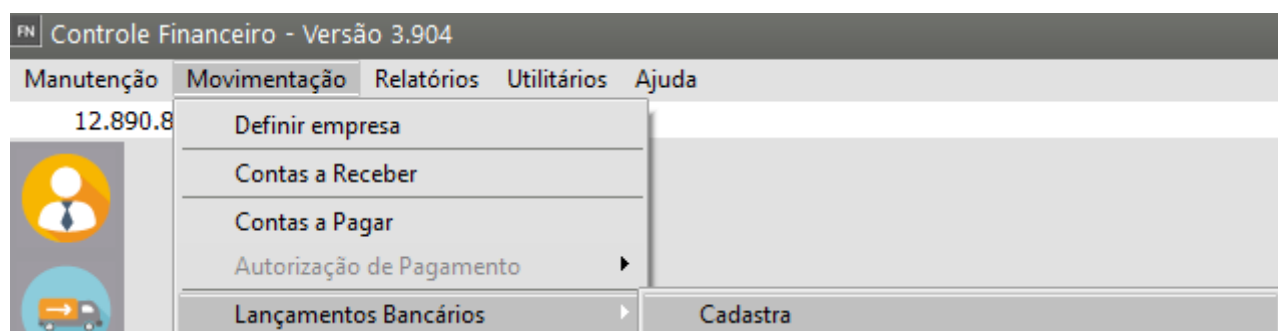 FN Controle Financeiro - Versão 3.904
Manutenção Movimentação Relatórios Utilitários Ajuda
12.890.8
Definir empresa
Contas a Receber
Contas a Pagar
Autorização de Pagamento
Lançamentos Bancários Cadastra